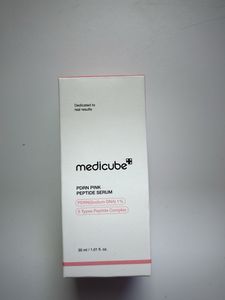 Dedicated to
real results
medicube
PDRN PINK
PEPTIDE SERUM
PDRN(Sodium DNA) 1%
5 Types Peptide Complex
30 ml / 1.01 fl. oz.